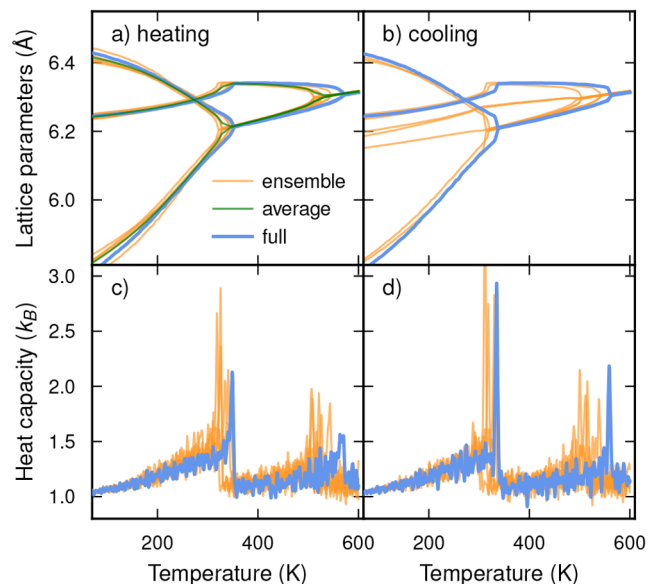 a) heating
b) cooling
Lattice parameters (Å)
6.4
6.2
6.0
ensemble
average
full
c)
d)
Heat capacity (k_B)
3.0
2.5
2.0
1.5
1.0
200 400 600
200 400 600
Temperature (K)
Temperature (K)